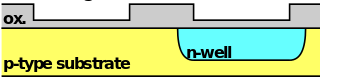 ox.
n-well
p-type substrate